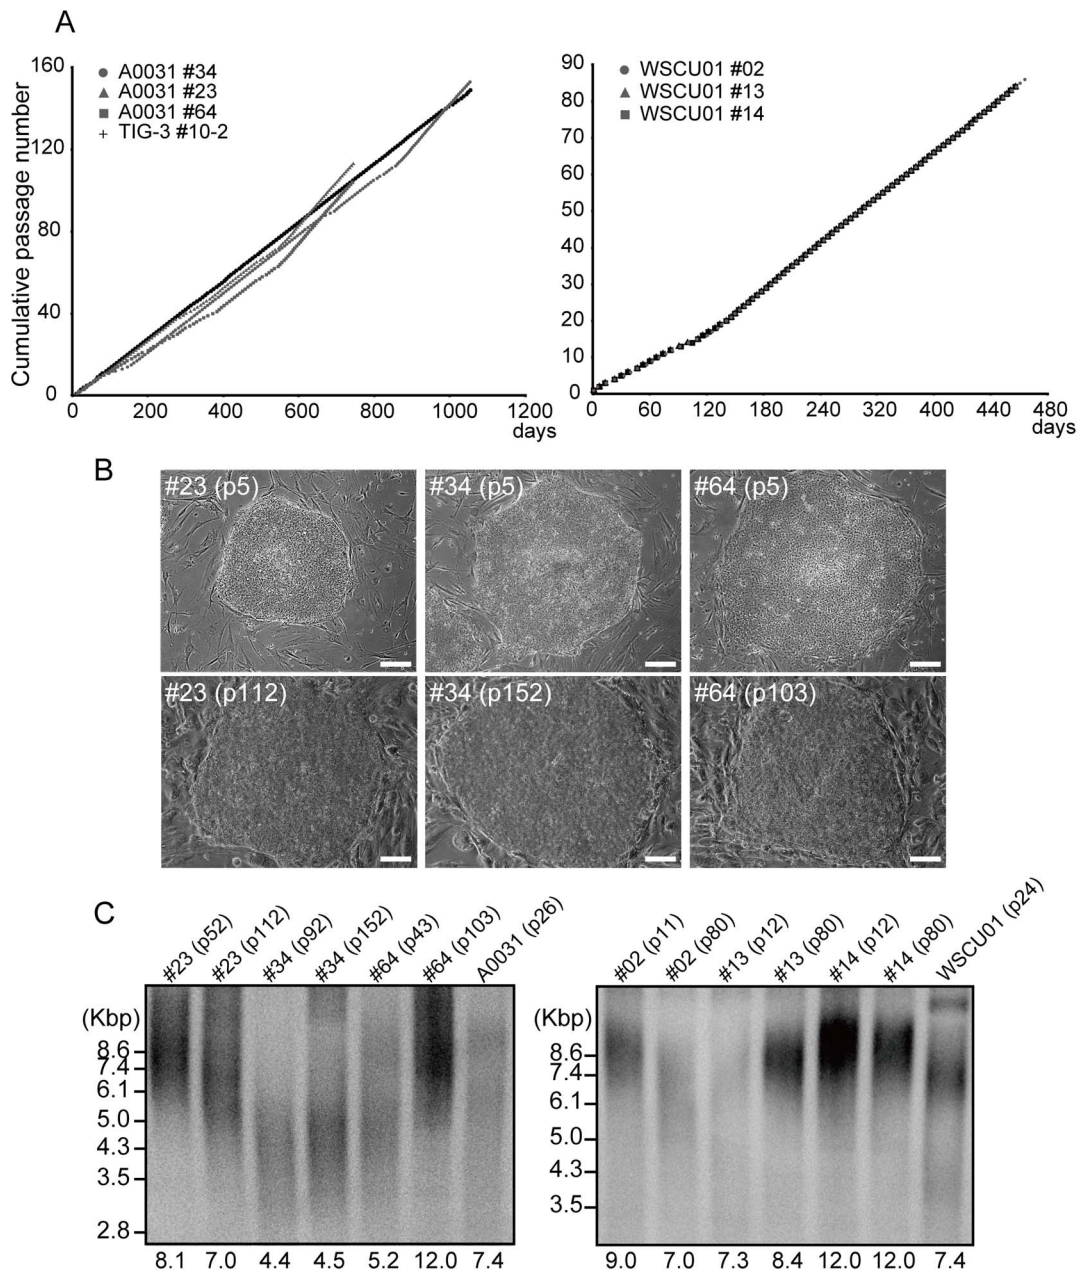 A
Cumulative passage number
160
120
80
40
0
A0031 #34
A0031 #23
A0031 #64
TIG-3 #10-2
0 200 400 600 800 1000 1200
days
90
80
70
60
50
40
30
20
10
0
WSCU01 #02
WSCU01 #13
WSCU01 #14
0 60 120 180 240 320 400 440 480
days
B
#23 (p5) #34 (p5) #64 (p5)
#23 (p112) #34 (p152) #64 (p103)
C
#23 (p52) #23 (p112) #34 (p92) #34 (p152) #64 (p43) #64 (p103) A0031 (p26)
(Kbp)
8.6
7.4
6.1
5.0
4.3
3.5
2.8
8.1 7.0 4.4 4.5 5.2 12.0 7.4
#02 (p11) #02 (p80) #13 (p12) #13 (p80) #14 (p12) #14 (p80) WSCU01 (p24)
(Kbp)
8.6
7.4
6.1
5.0
4.3
3.5
9.0 7.0 7.3 8.4 12.0 12.0 7.4